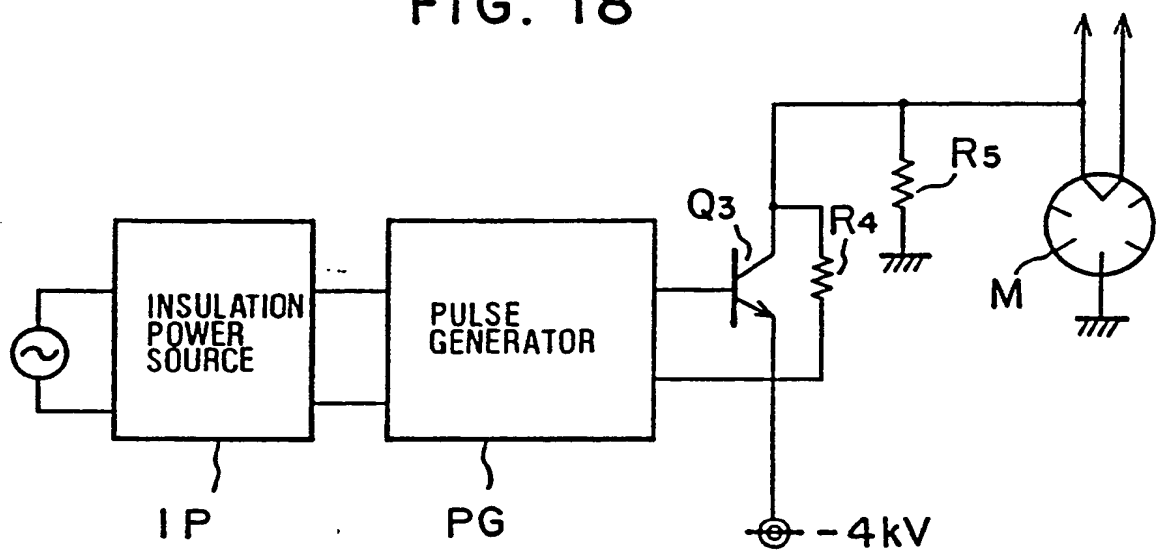 FIG. 18
R5
Q3
R4
M
INSULATION
POWER
SOURCE
PULSE
GENERATOR
IP
PG
-4kV